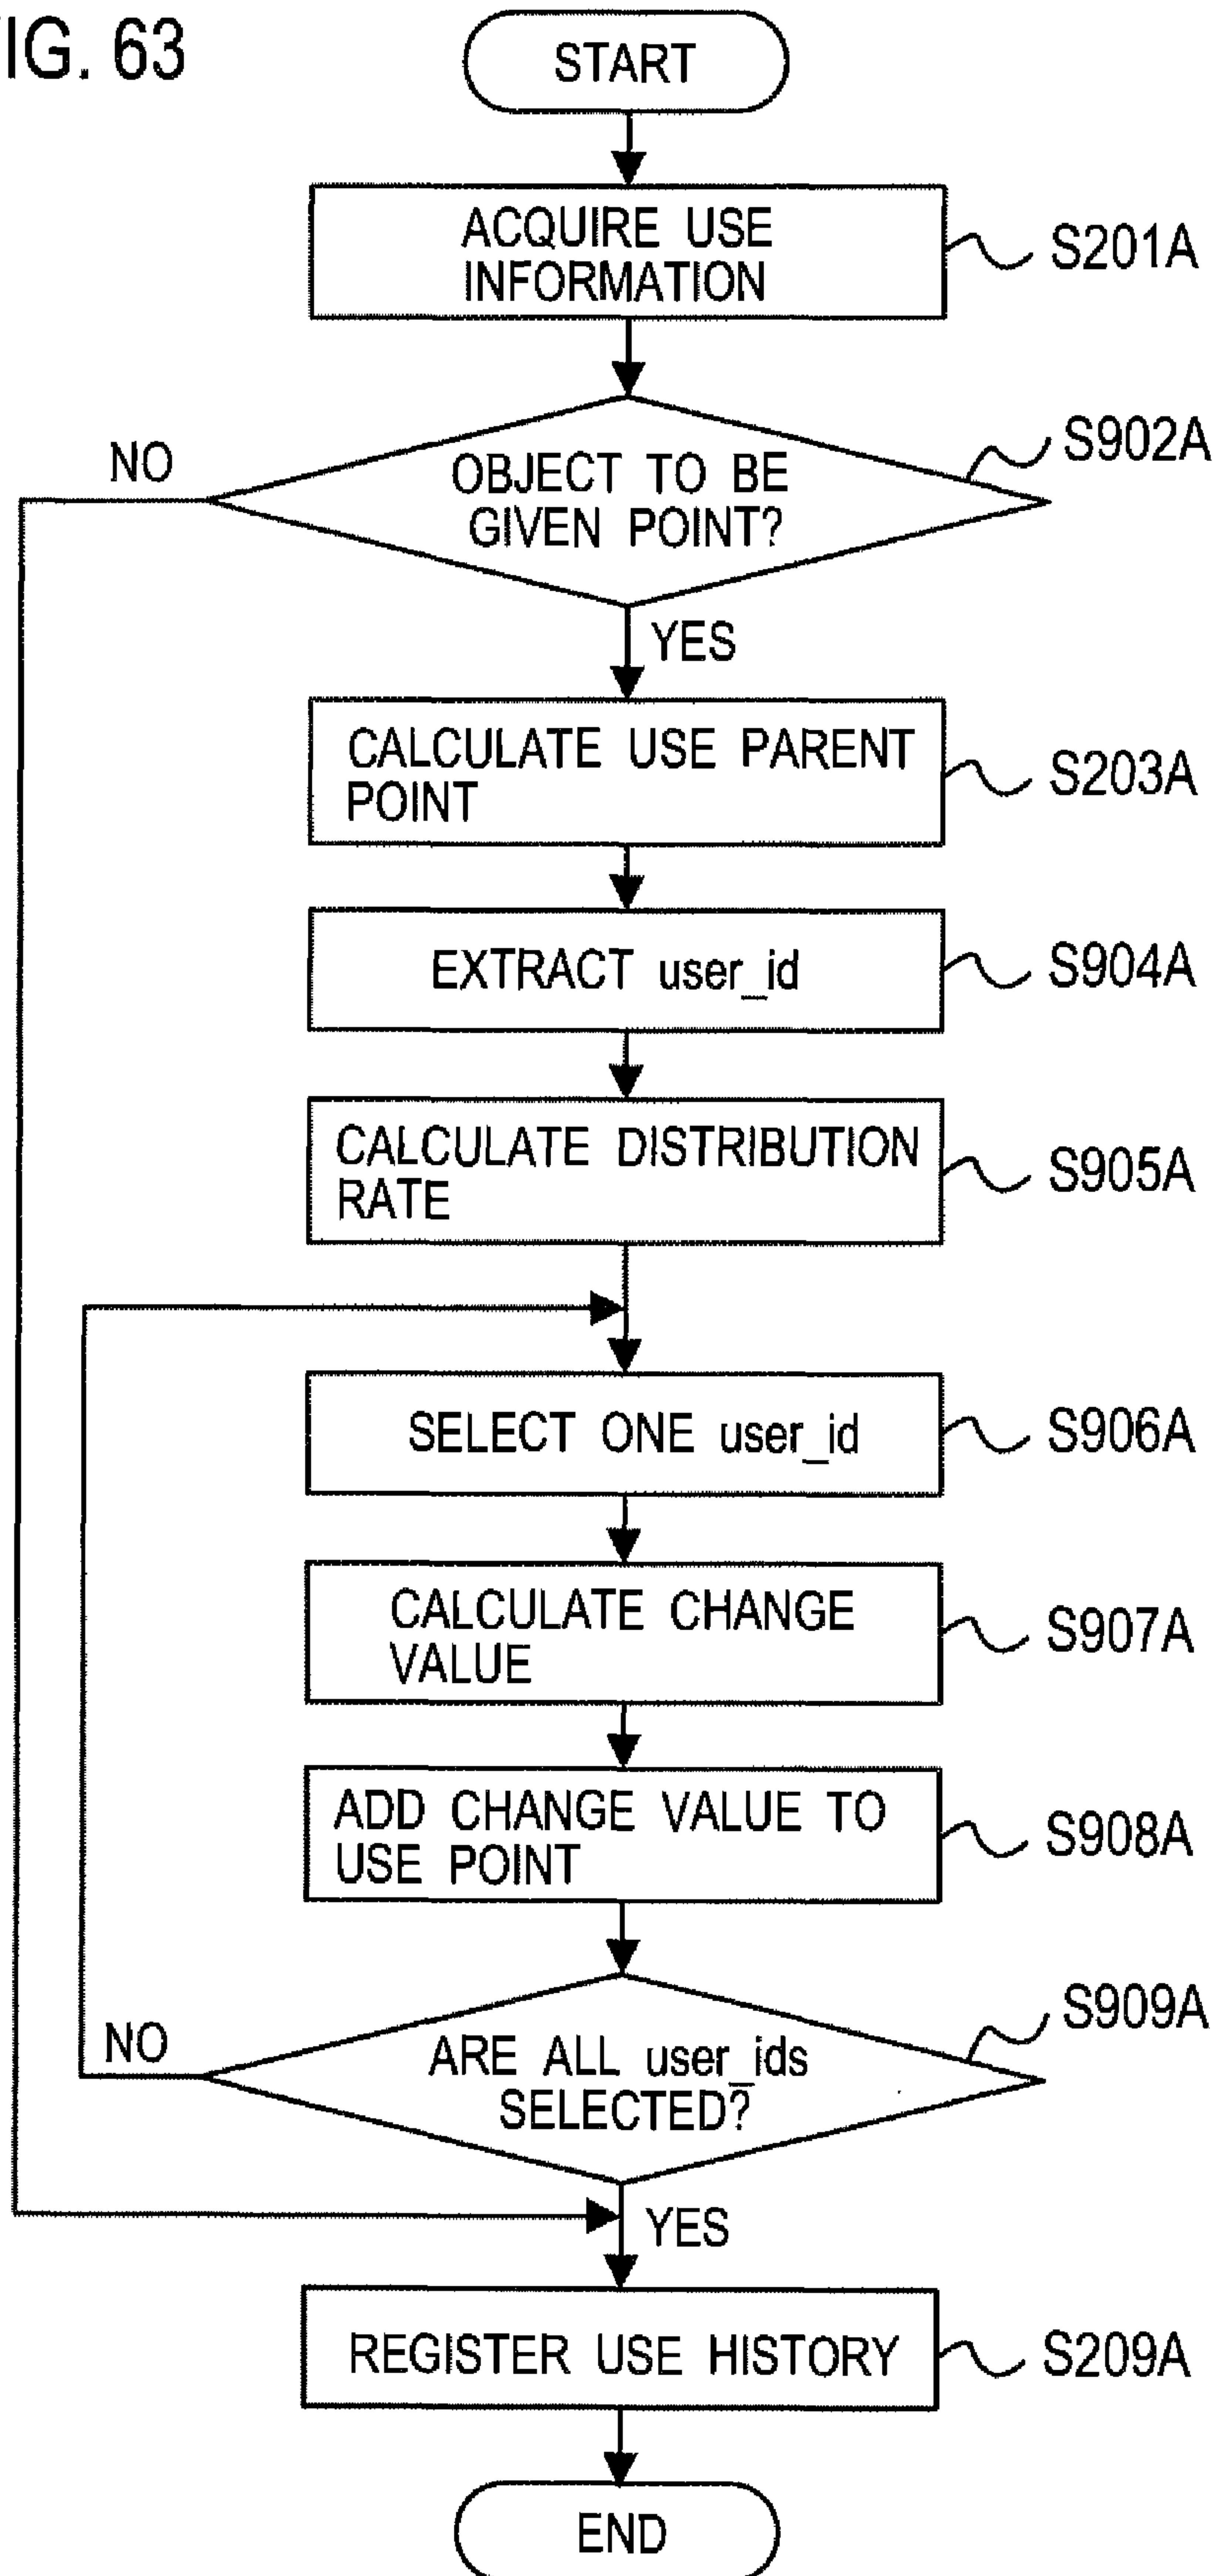 IG. 63
START
ACQUIRE USE
INFORMATION
S201A
NO
OBJECT TO BE
GIVEN POINT?
S902A
YES
CALCULATE USE PARENT
POINT
S203A
EXTRACT user_id
S904A
CALCULATE DISTRIBUTION
RATE
S905A
SELECT ONE user_id
S906A
CALCULATE CHANGE
VALUE
S907A
ADD CHANGE VALUE TO
USE POINT
S908A
NO
ARE ALL user_ids
SELECTED?
S909A
YES
REGISTER USE HISTORY
S209A
END